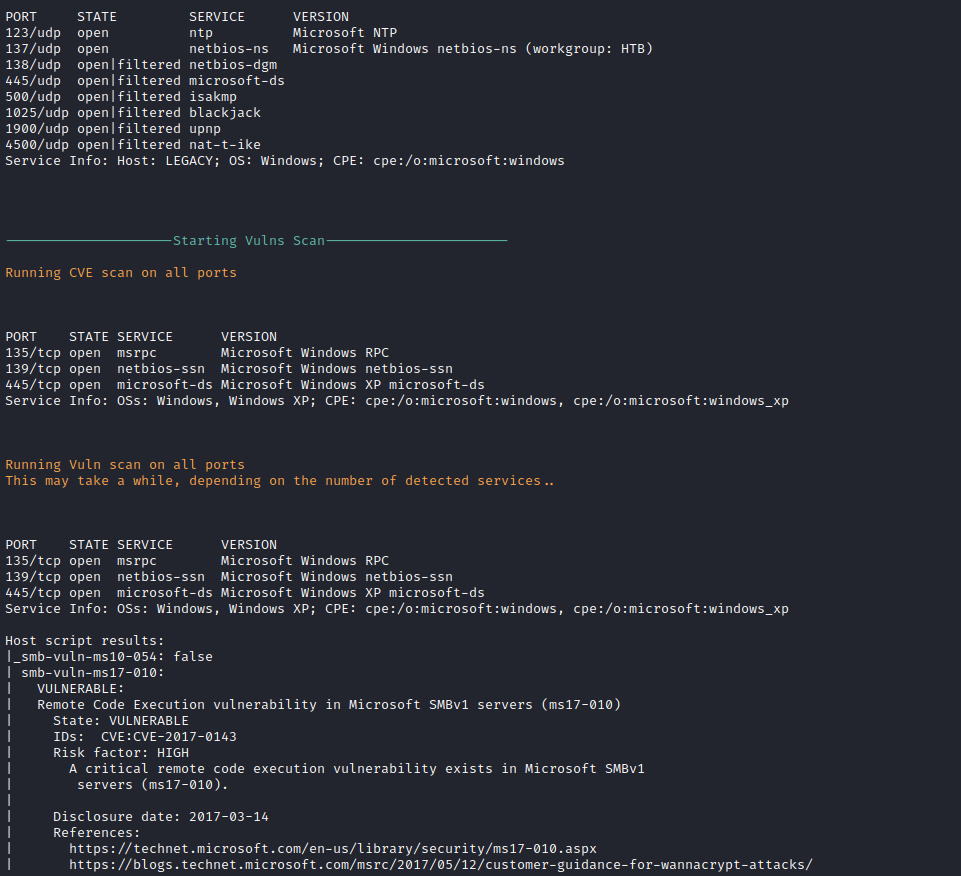 PORT     STATE         SERVICE      VERSION
123/udp  open          ntp          Microsoft NTP
137/udp  open          netbios-ns   Microsoft Windows netbios-ns (workgroup: HTB)
138/udp  open|filtered netbios-dgm
445/udp  open|filtered microsoft-ds
500/udp  open|filtered isakmp
1025/udp open|filtered blackjack
1900/udp open|filtered upnp
4500/udp open|filtered nat-t-ike
Service Info: Host: LEGACY; OS: Windows; CPE: cpe:/o:microsoft:windows
---------------------Starting Vulns Scan-----------------------
Running CVE scan on all ports
PORT    STATE SERVICE      VERSION
135/tcp open  msrpc        Microsoft Windows RPC
139/tcp open  netbios-ssn  Microsoft Windows netbios-ssn
445/tcp open  microsoft-ds Microsoft Windows XP microsoft-ds
Service Info: OSs: Windows, Windows XP; CPE: cpe:/o:microsoft:windows, cpe:/o:microsoft:windows_xp
Running Vuln scan on all ports
This may take a while, depending on the number of detected services..
PORT    STATE SERVICE      VERSION
135/tcp open  msrpc        Microsoft Windows RPC
139/tcp open  netbios-ssn  Microsoft Windows netbios-ssn
445/tcp open  microsoft-ds Microsoft Windows XP microsoft-ds
Service Info: OSs: Windows, Windows XP; CPE: cpe:/o:microsoft:windows, cpe:/o:microsoft:windows_xp
Host script results:
|_smb-vuln-ms10-054: false
| smb-vuln-ms17-010:
|   VULNERABLE:
|   Remote Code Execution vulnerability in Microsoft SMBv1 servers (ms17-010)
|     State: VULNERABLE
|     IDs:  CVE:CVE-2017-0143
|     Risk factor: HIGH
|       A critical remote code execution vulnerability exists in Microsoft SMBv1
|        servers (ms17-010).
|
|     Disclosure date: 2017-03-14
|     References:
|       https://technet.microsoft.com/en-us/library/security/ms17-010.aspx
|       https://blogs.technet.microsoft.com/msrc/2017/05/12/customer-guidance-for-wannacrypt-attacks/